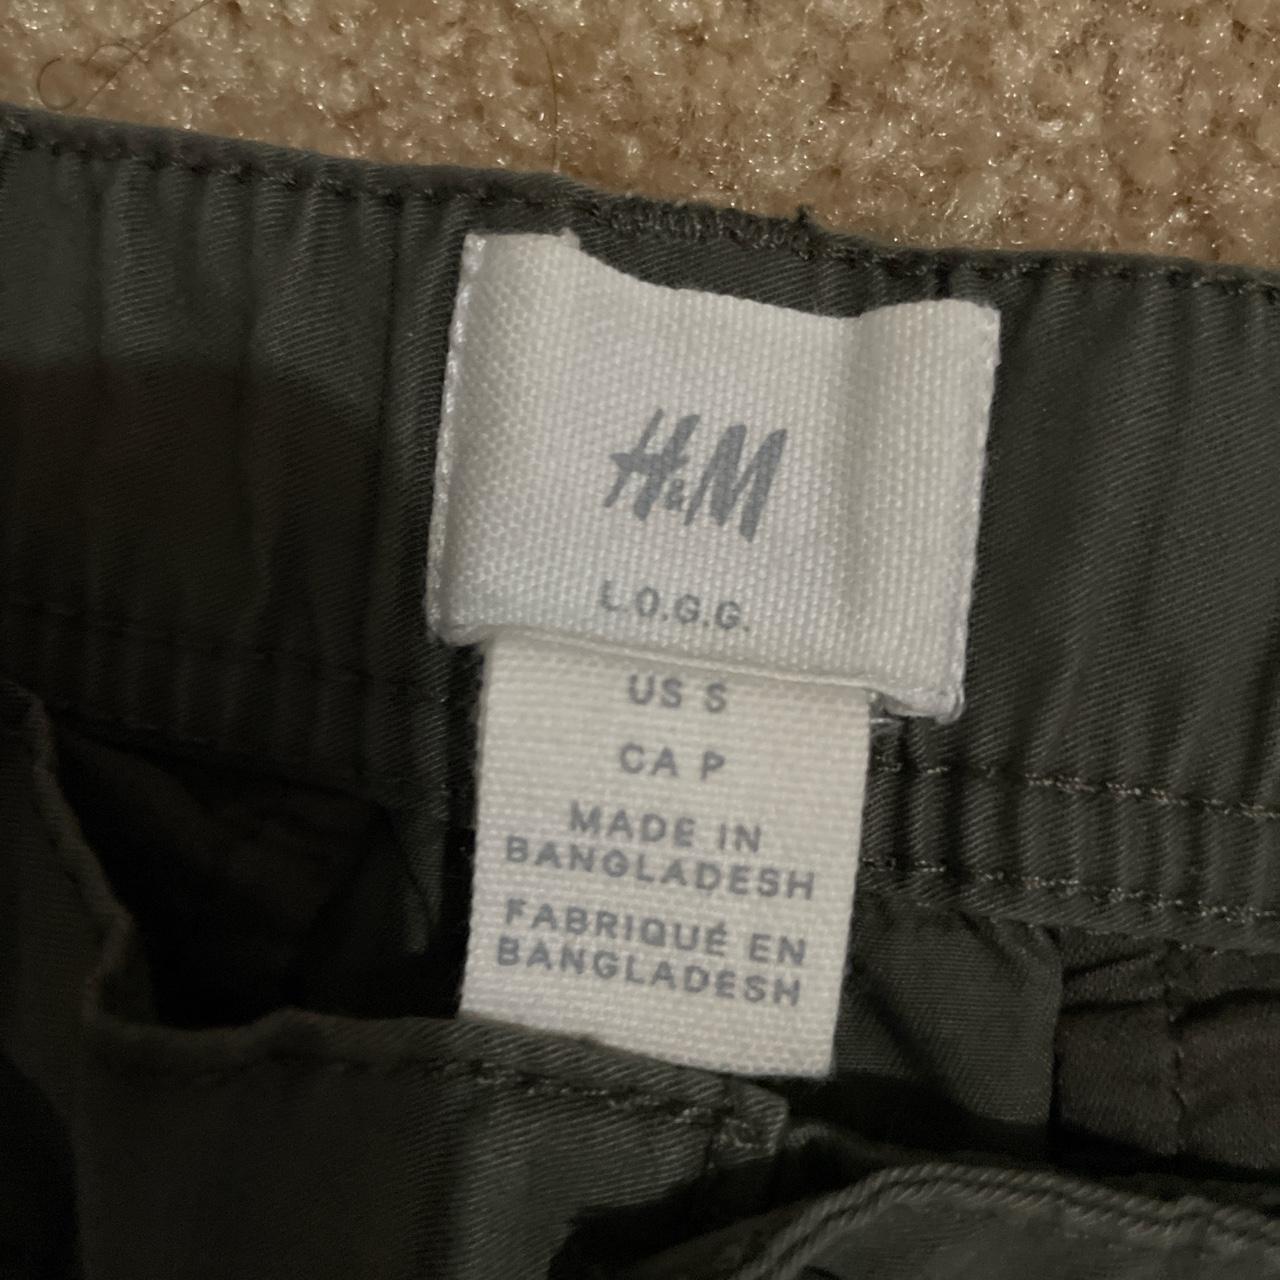 H&M
L.O.G.G.
US S
CA P
MADE IN
BANGLADESH
FABRIQUÉ EN
BANGLADESH